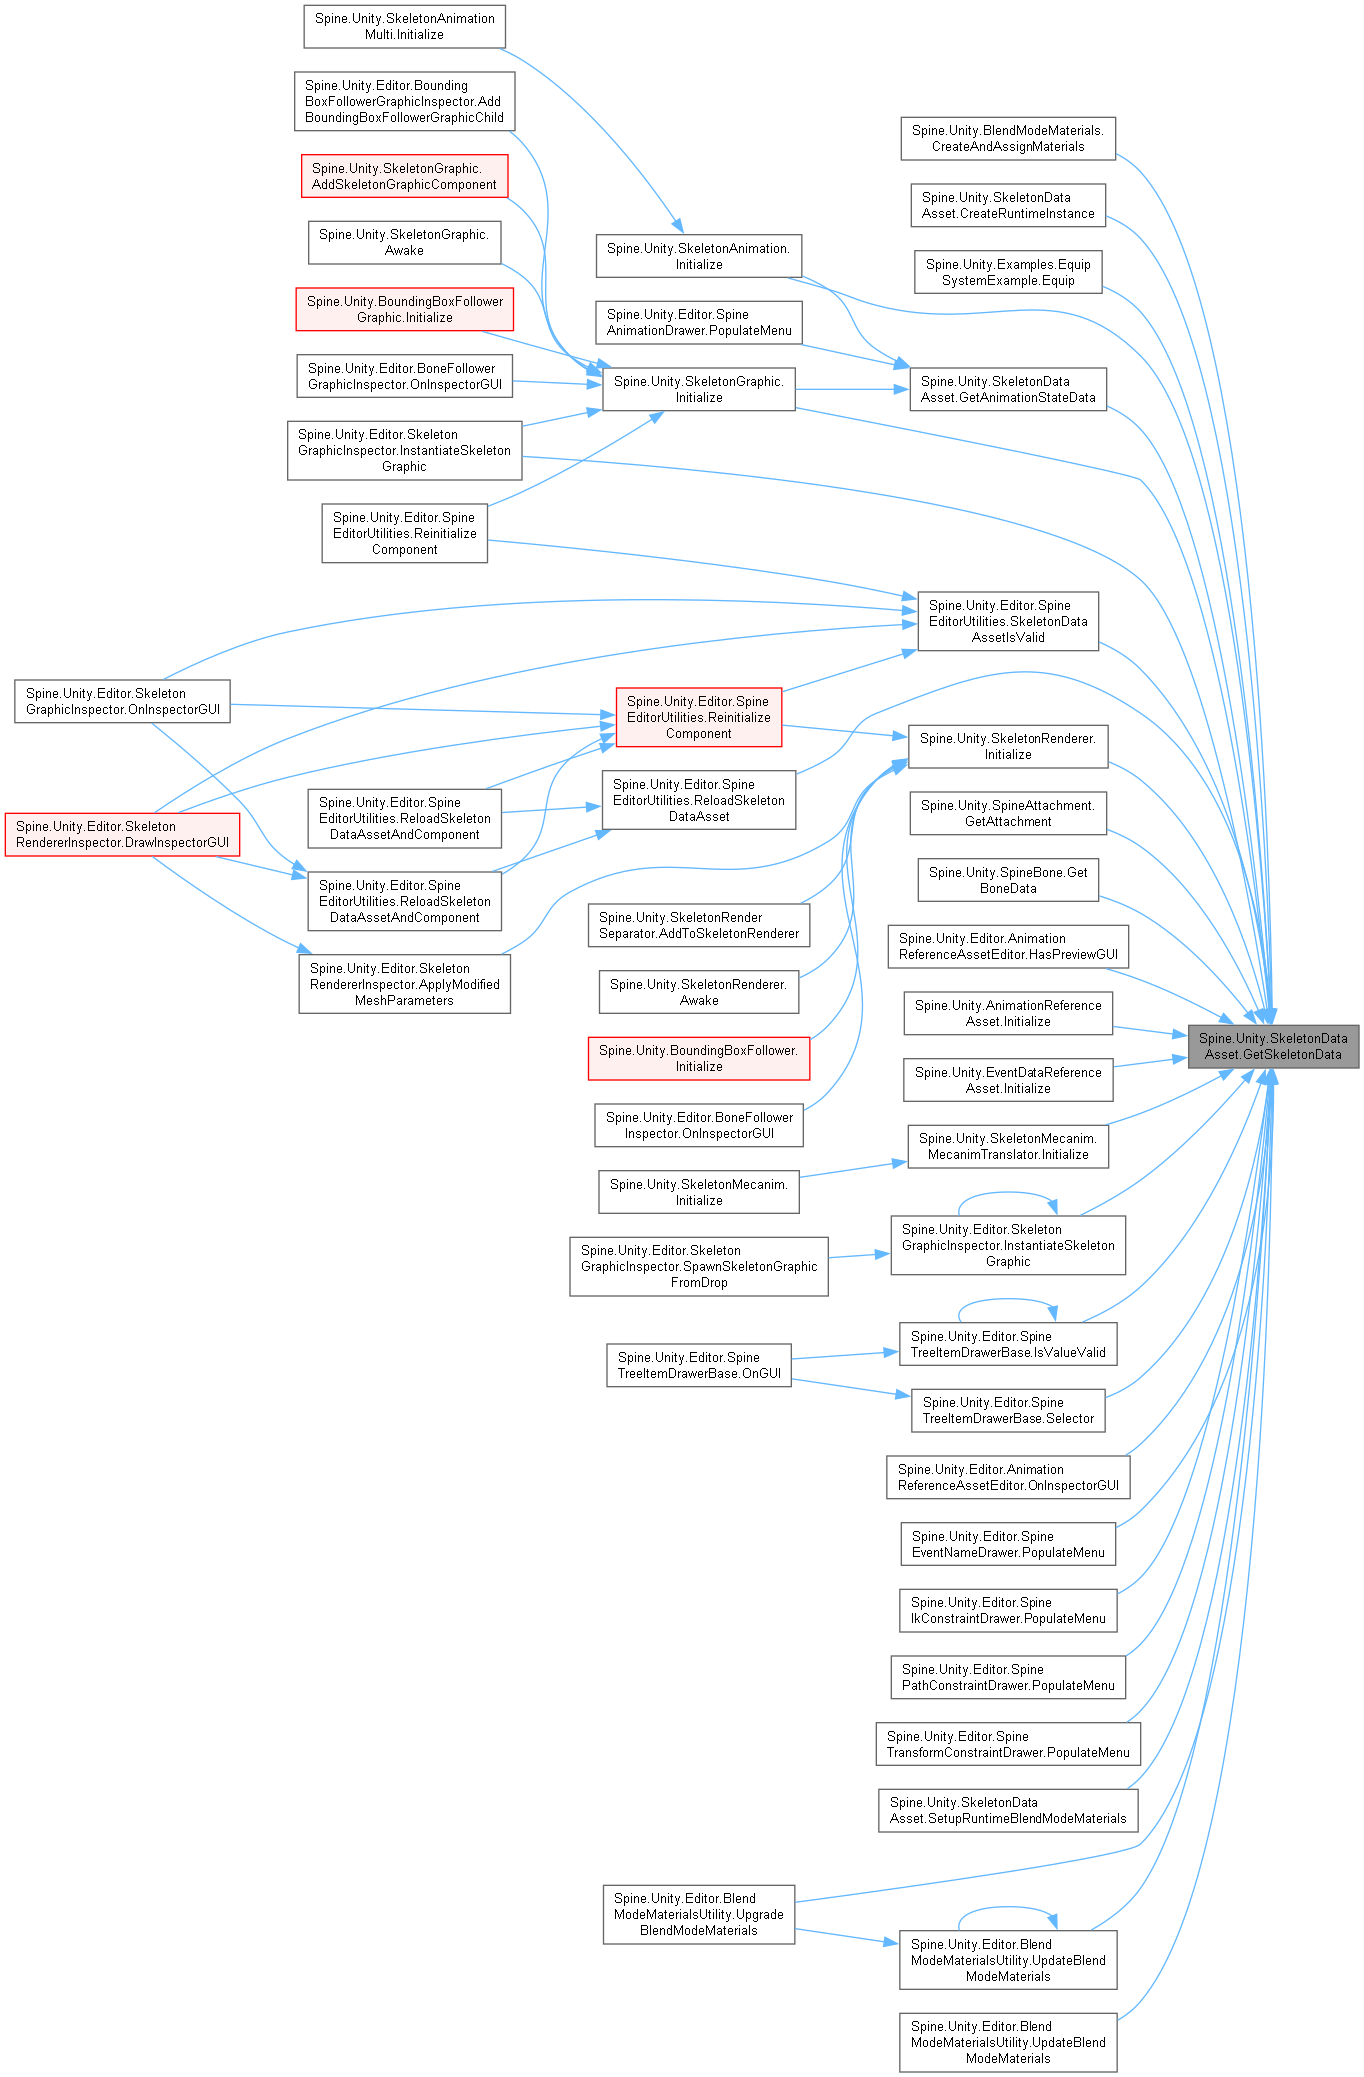 Spine.Unity.SkeletonAnimation
Multi.Initialize
Spine.Unity.Editor.Bounding
BoxFollowerGraphicInspector.Add
BoundingBoxFollowerGraphicChild
Spine.Unity.SkeletonGraphic.
AddSkeletonGraphicComponent
Spine.Unity.SkeletonGraphic.
Awake
Spine.Unity.BoundingBoxFollower
Graphic.Initialize
Spine.Unity.Editor.BoneFollower
GraphicInspector.OnInspectorGUI
Spine.Unity.Editor.Skeleton
GraphicInspector.InstantiateSkeleton
Graphic
Spine.Unity.Editor.Spine
EditorUtilities.Reinitialize
Component
Spine.Unity.Editor.Skeleton
GraphicInspector.OnInspectorGUI
Spine.Unity.Editor.Skeleton
RendererInspector.DrawInspectorGUI
Spine.Unity.Editor.Spine
EditorUtilities.ReloadSkeleton
DataAssetAndComponent
Spine.Unity.Editor.Spine
EditorUtilities.ReloadSkeleton
DataAssetAndComponent
Spine.Unity.Editor.Skeleton
RendererInspector.ApplyModified
MeshParameters
Spine.Unity.SkeletonAnimation.
Initialize
Spine.Unity.Editor.Spine
AnimationDrawer.PopulateMenu
Spine.Unity.SkeletonGraphic.
Initialize
Spine.Unity.Editor.Spine
EditorUtilities.Reinitialize
Component
Spine.Unity.Editor.Spine
EditorUtilities.ReloadSkeleton
DataAsset
Spine.Unity.SkeletonRender
Separator.AddToSkeletonRenderer
Spine.Unity.SkeletonRenderer.
Awake
Spine.Unity.BoundingBoxFollower.
Initialize
Spine.Unity.Editor.BoneFollower
Inspector.OnInspectorGUI
Spine.Unity.SkeletonMecanim.
Initialize
Spine.Unity.Editor.Skeleton
GraphicInspector.SpawnSkeletonGraphic
FromDrop
Spine.Unity.Editor.Spine
TreeItemDrawerBase.OnGUI
Spine.Unity.Editor.Blend
ModeMaterialsUtility.Upgrade
BlendModeMaterials
Spine.Unity.BlendModeMaterials.
CreateAndAssignMaterials
Spine.Unity.SkeletonData
Asset.CreateRuntimeInstance
Spine.Unity.Examples.Equip
SystemExample.Equip
Spine.Unity.SkeletonData
Asset.GetAnimationStateData
Spine.Unity.Editor.Spine
EditorUtilities.SkeletonData
AssetIsValid
Spine.Unity.SkeletonRenderer.
Initialize
Spine.Unity.SpineAttachment.
GetAttachment
Spine.Unity.SpineBone.Get
BoneData
Spine.Unity.Editor.Animation
ReferenceAssetEditor.HasPreviewGUI
Spine.Unity.AnimationReference
Asset.Initialize
Spine.Unity.EventDataReference
Asset.Initialize
Spine.Unity.SkeletonMecanim.
MecanimTranslator.Initialize
Spine.Unity.Editor.Skeleton
GraphicInspector.InstantiateSkeleton
Graphic
Spine.Unity.Editor.Spine
TreeItemDrawerBase.IsValueValid
Spine.Unity.Editor.Spine
TreeItemDrawerBase.Selector
Spine.Unity.Editor.Animation
ReferenceAssetEditor.OnInspectorGUI
Spine.Unity.Editor.Spine
EventNameDrawer.PopulateMenu
Spine.Unity.Editor.Spine
IkConstraintDrawer.PopulateMenu
Spine.Unity.Editor.Spine
PathConstraintDrawer.PopulateMenu
Spine.Unity.Editor.Spine
TransformConstraintDrawer.PopulateMenu
Spine.Unity.SkeletonData
Asset.SetupRuntimeBlendModeMaterials
Spine.Unity.Editor.Blend
ModeMaterialsUtility.UpdateBlend
ModeMaterials
Spine.Unity.Editor.Blend
ModeMaterialsUtility.UpdateBlend
ModeMaterials
Spine.Unity.SkeletonData
Asset.GetSkeletonData